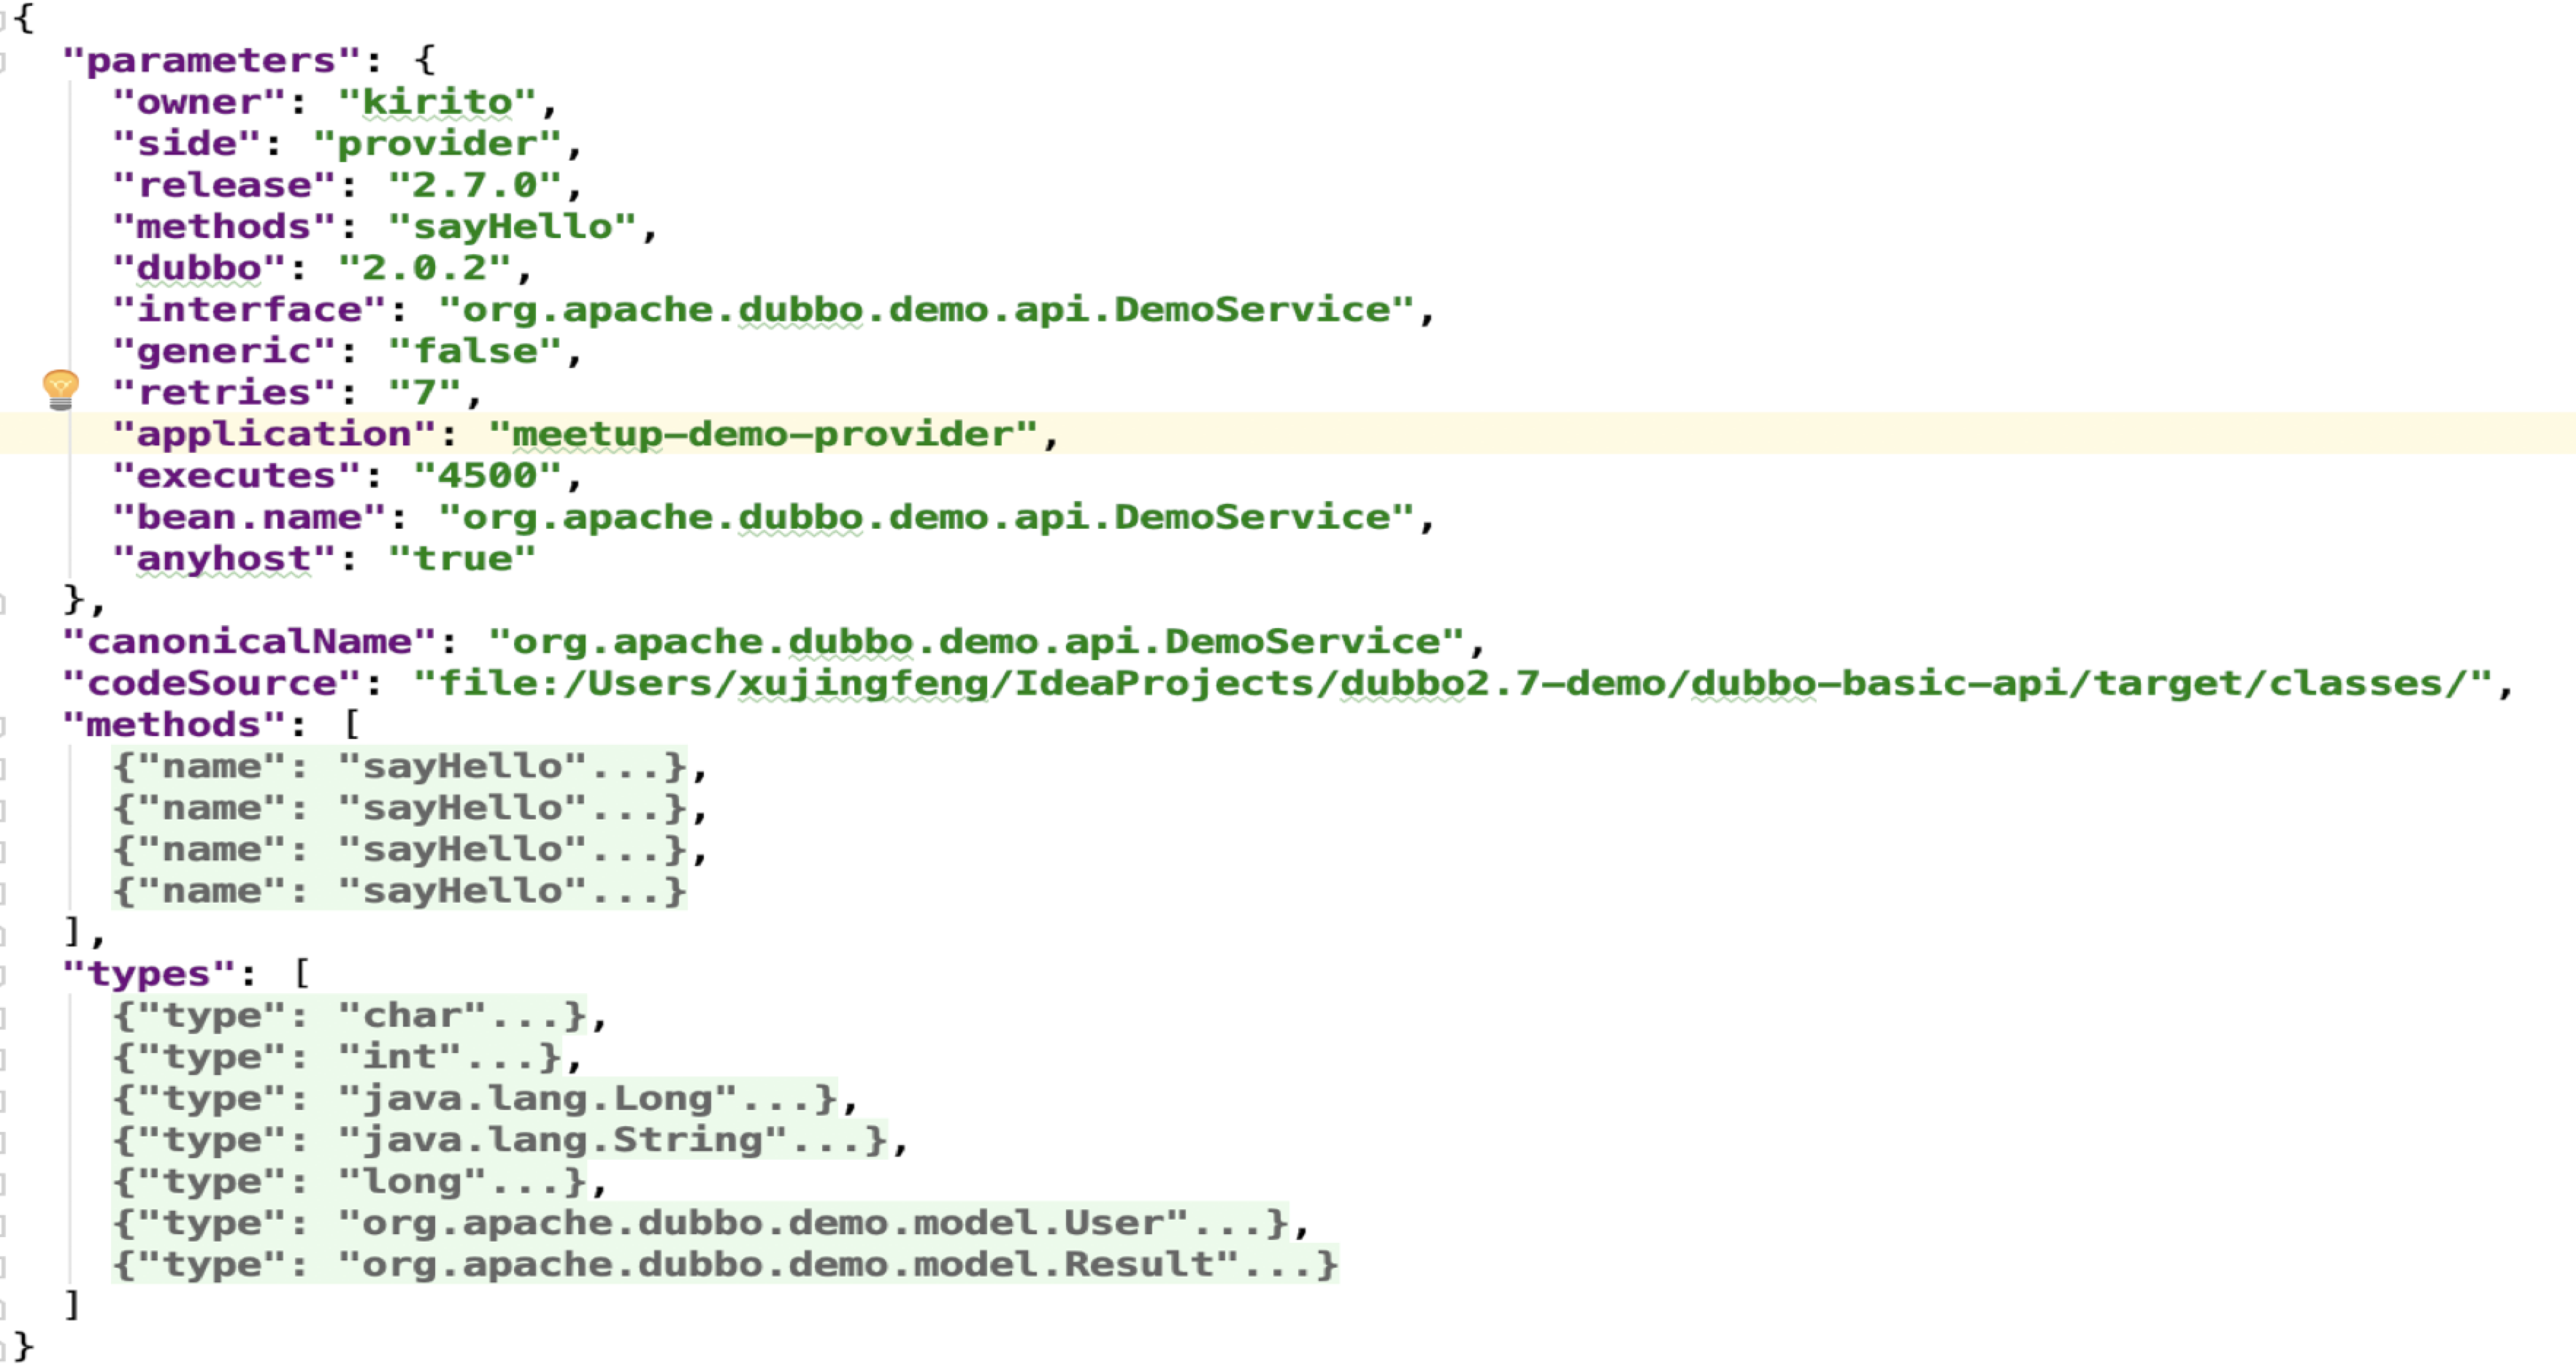 {
  "parameters": {
    "owner": "kirito",
    "side": "provider",
    "release": "2.7.0",
    "methods": "sayHello",
    "dubbo": "2.0.2",
    "interface": "org.apache.dubbo.demo.api.DemoService",
    "generic": "false",
    "retries": "7",
    "application": "meetup-demo-provider",
    "executes": "4500",
    "bean.name": "org.apache.dubbo.demo.api.DemoService",
    "anyhost": "true"
  },
  "canonicalName": "org.apache.dubbo.demo.api.DemoService",
  "codeSource": "file:/Users/xujingfeng/IdeaProjects/dubbo2.7-demo/dubbo-basic-api/target/classes/",
  "methods": [
    {"name": "sayHello"...},
    {"name": "sayHello"...},
    {"name": "sayHello"...},
    {"name": "sayHello"...}
  ],
  "types": [
    {"type": "char"...},
    {"type": "int"...},
    {"type": "java.lang.Long"...},
    {"type": "java.lang.String"...},
    {"type": "long"...},
    {"type": "org.apache.dubbo.demo.model.User"...},
    {"type": "org.apache.dubbo.demo.model.Result"...}
  ]
}